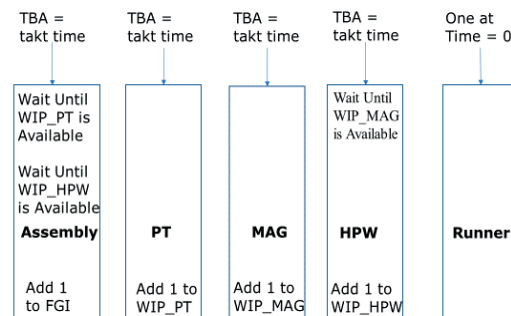 TBA =
takt time
TBA =
takt time
TBA =
takt time
TBA =
takt time
One at
Time = 0
Wait Until
WIP_PT is
Available
Wait Until
WIP_HPW
is Available
Assembly
Add 1
to FGI
PT
Add 1 to
WIP_PT
MAG
Add 1 to
WIP_MAG
Wait Until
WIP_MAG
is Available
HPW
Add 1 to
WIP_HPW
Runner